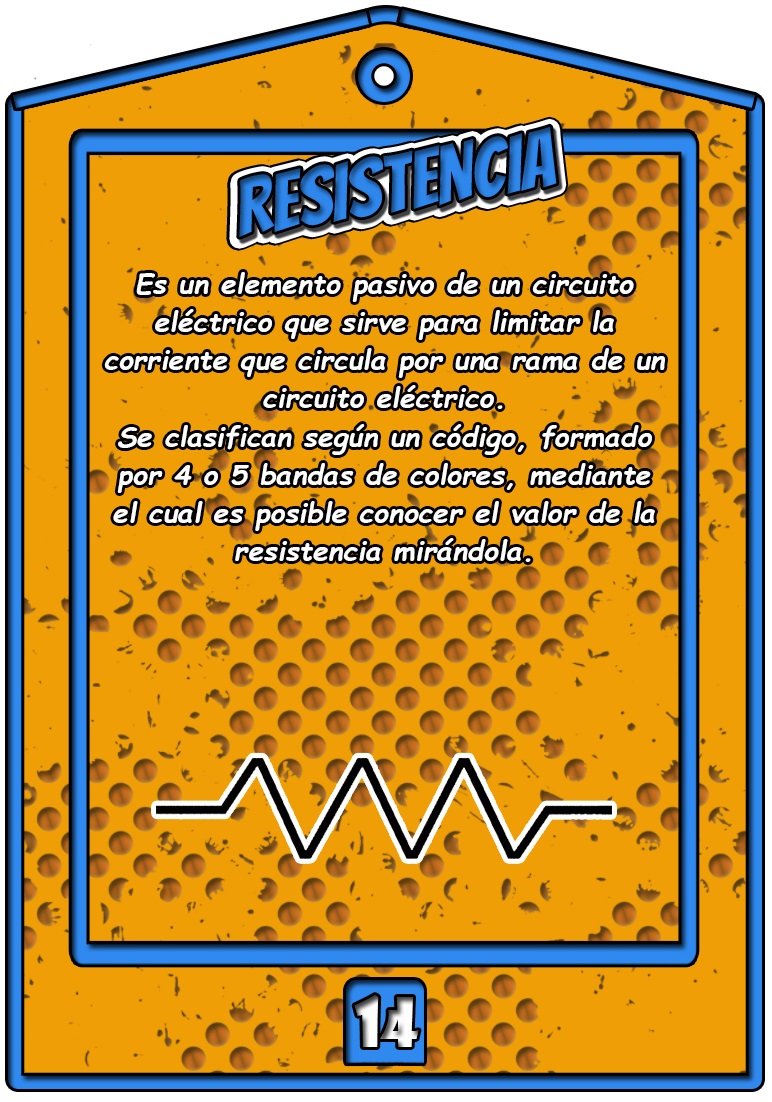 RESISTENCIA
Es un elemento pasivo de un circuito
eléctrico que sirve para limitar la
corriente que circula por una rama de un
circuito eléctrico.
Se clasifican según un código, formado
por 4 o 5 bandas de colores, mediante
el cual es posible conocer el valor de la
resistencia mirándola.
14